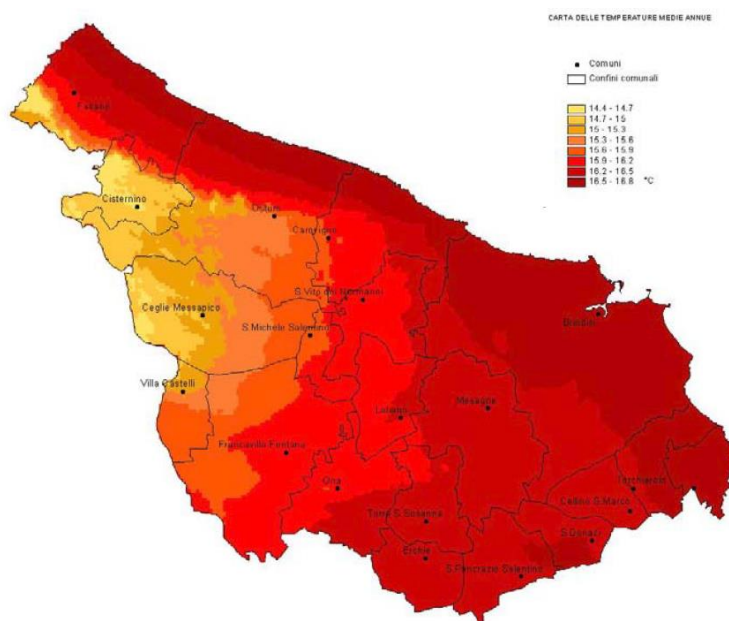 CARTA DELLE TEMPERATURE MEDIE ANNUE
Comuni
Confini comunali
14.4 - 14.7
14.7 - 15
15 - 15.3
15.3 - 15.6
15.6 - 15.9
15.9 - 16.2
16.2 - 16.5
16.5 - 16.8 °C
Fasano
Cisternino
Ostuni
Carovigno
S.Vito dei Normanni
Ceglie Messapico
S.Michele Salentino
Brindisi
Villa Castelli
Latiano
Mesagne
Francavilla Fontana
Oria
Torchiarolo
Cellino S.Marco
Torre S.Susanna
S.Donaci
Erchie
S.Pancrazio Salentino